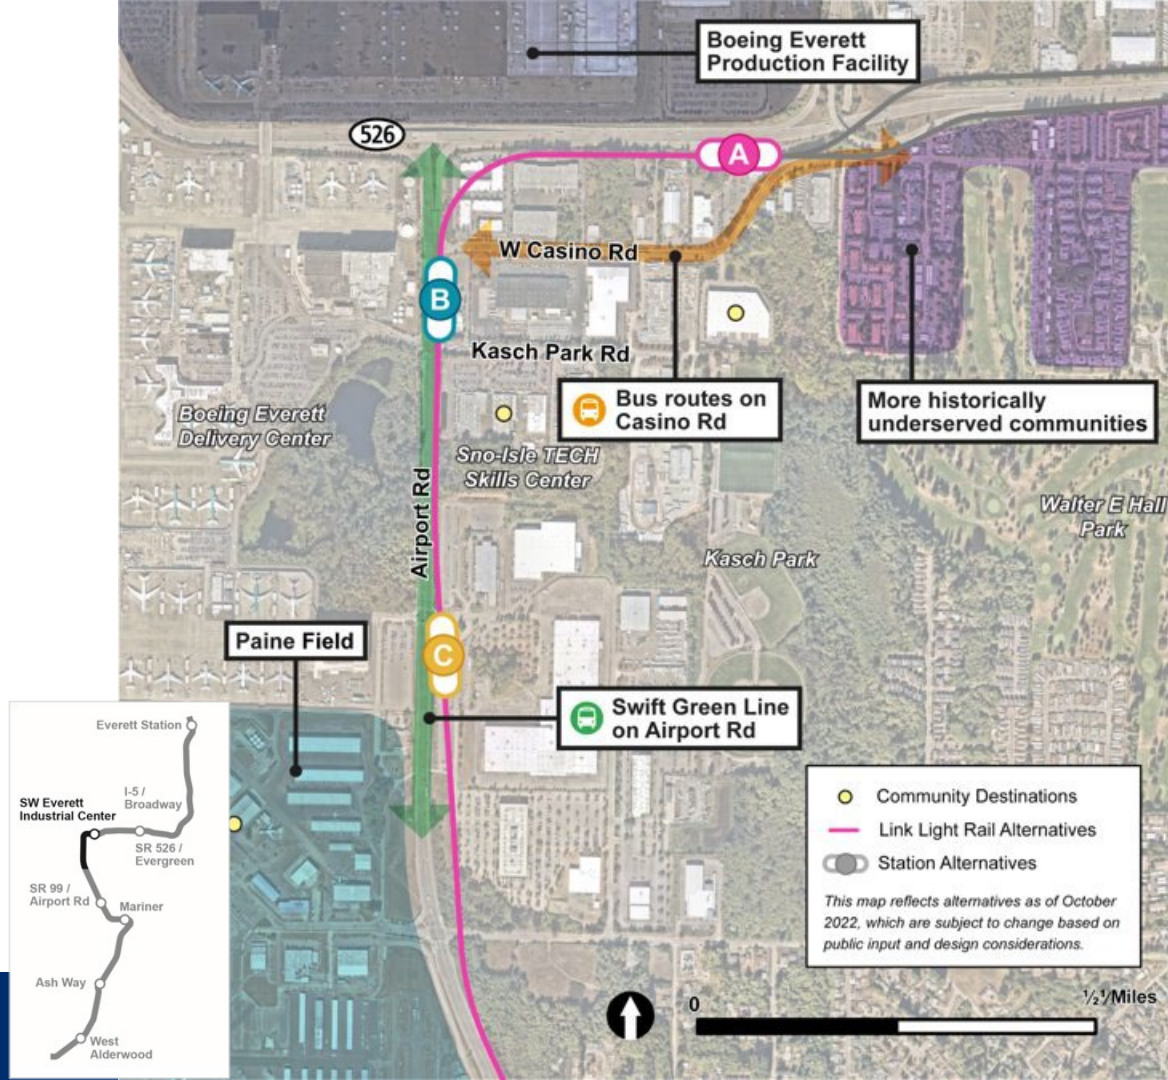 Boeing Everett
Production Facility
526
A
W Casino Rd
B
Kasch Park Rd
Bus routes on
Casino Rd
More historically
underserved communities
Boeing Everett
Delivery Center
Sno-Isle TECH
Skills Center
Airport Rd
Walter E Hall
Park
Kasch Park
Paine Field
C
Swift Green Line
on Airport Rd
Everett Station
I-5 /
Broadway
SW Everett
Industrial Center
SR 526 /
Evergreen
SR 99 /
Airport Rd
Mariner
Ash Way
West
Alderwood
Community Destinations
Link Light Rail Alternatives
Station Alternatives
This map reflects alternatives as of October
2022, which are subject to change based on
public input and design considerations.
0
½ Miles